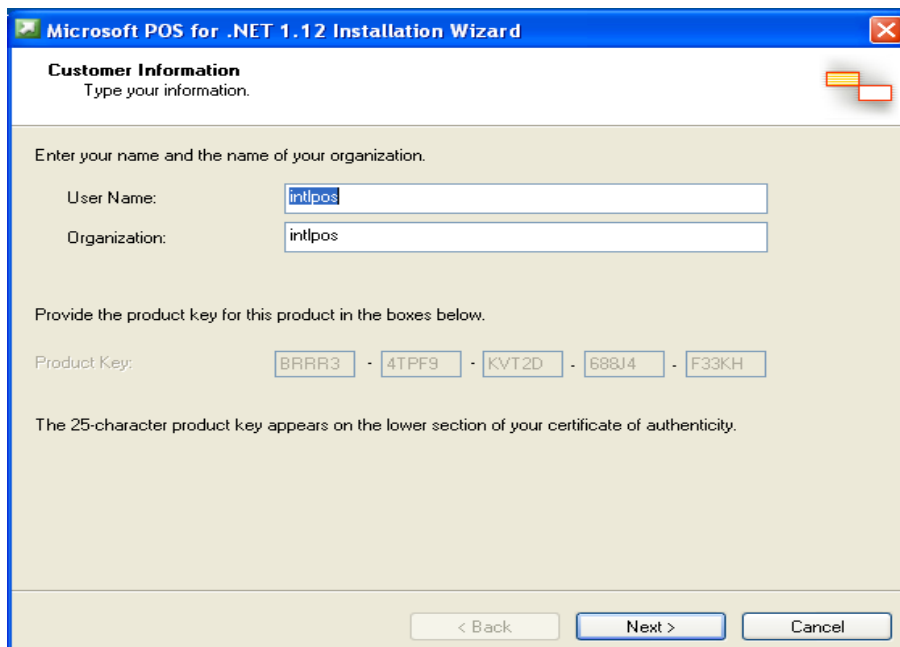 Microsoft POS for .NET 1.12 Installation Wizard
Customer Information
Type your information.
Enter your name and the name of your organization.
User Name: intlpos
Organization: intlpos
Provide the product key for this product in the boxes below.
Product Key: BRRR3 - 4TPF9 - KVT2D - 688J4 - F33KH
The 25-character product key appears on the lower section of your certificate of authenticity.
< Back Next > Cancel